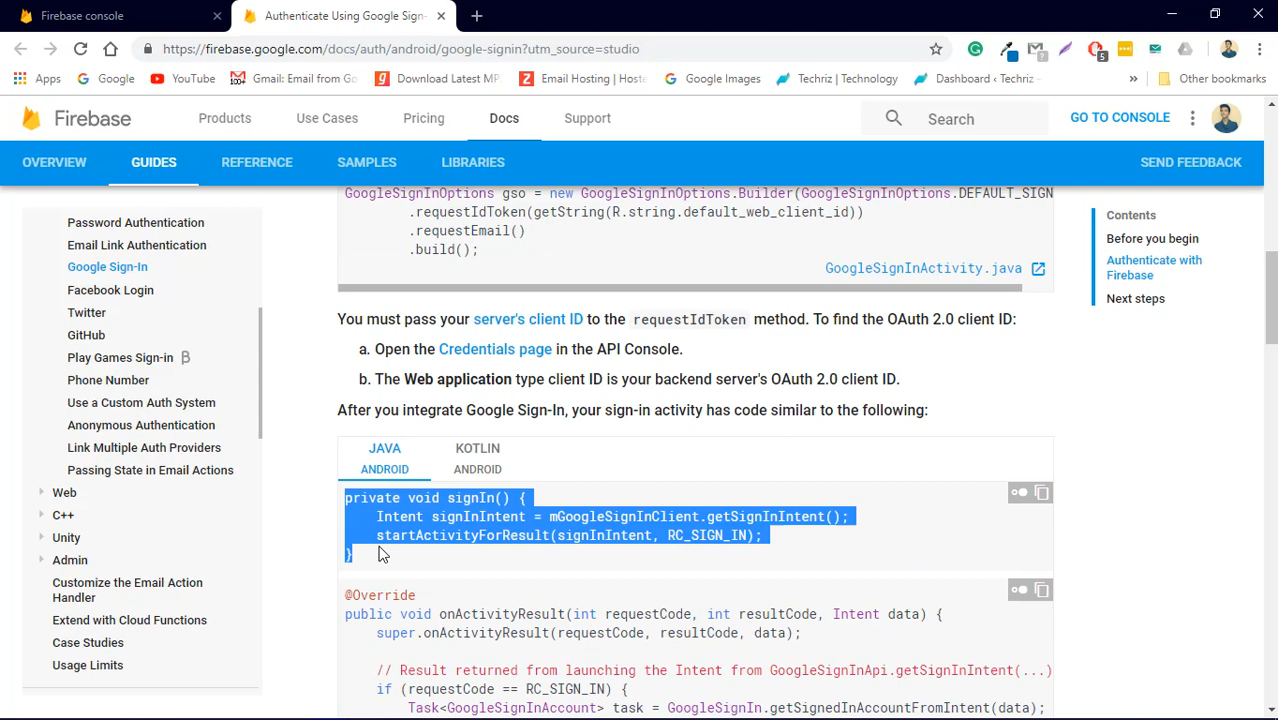 Firebase console
Authenticate Using Google Sign-
https://firebase.google.com/docs/auth/android/google-signin?utm_source=studio
Apps
Google
YouTube
Gmail: Email from Go
Download Latest MP
Email Hosting | Host
Google Images
Techriz | Technology
Dashboard ‹ Techriz
»
Other bookmarks
Firebase
Products
Use Cases
Pricing
Docs
Support
Search
GO TO CONSOLE
OVERVIEW
GUIDES
REFERENCE
SAMPLES
LIBRARIES
SEND FEEDBACK
Password Authentication
Email Link Authentication
Google Sign-In
Facebook Login
Twitter
GitHub
Play Games Sign-in β
Phone Number
Use a Custom Auth System
Anonymous Authentication
Link Multiple Auth Providers
Passing State in Email Actions
Web
C++
Unity
Admin
Customize the Email Action
Handler
Extend with Cloud Functions
Case Studies
Usage Limits
GoogleSignInOptions gso = new GoogleSignInOptions.Builder(GoogleSignInOptions.DEFAULT_SIGN
.requestIdToken(getString(R.string.default_web_client_id))
.requestEmail()
.build();
GoogleSignInActivity.java
You must pass your server's client ID to the requestIdToken method. To find the OAuth 2.0 client ID:
a. Open the Credentials page in the API Console.
b. The Web application type client ID is your backend server's OAuth 2.0 client ID.
After you integrate Google Sign-In, your sign-in activity has code similar to the following:
JAVA
ANDROID
KOTLIN
ANDROID
private void signIn() {
Intent signInIntent = mGoogleSignInClient.getSignInIntent();
startActivityForResult(signInIntent, RC_SIGN_IN);
}
@Override
public void onActivityResult(int requestCode, int resultCode, Intent data) {
super.onActivityResult(requestCode, resultCode, data);
// Result returned from launching the Intent from GoogleSignInApi.getSignInIntent(...)
if (requestCode == RC_SIGN_IN) {
Task<GoogleSignInAccount> task = GoogleSignIn.getSignedInAccountFromIntent(data);
Contents
Before you begin
Authenticate with
Firebase
Next steps